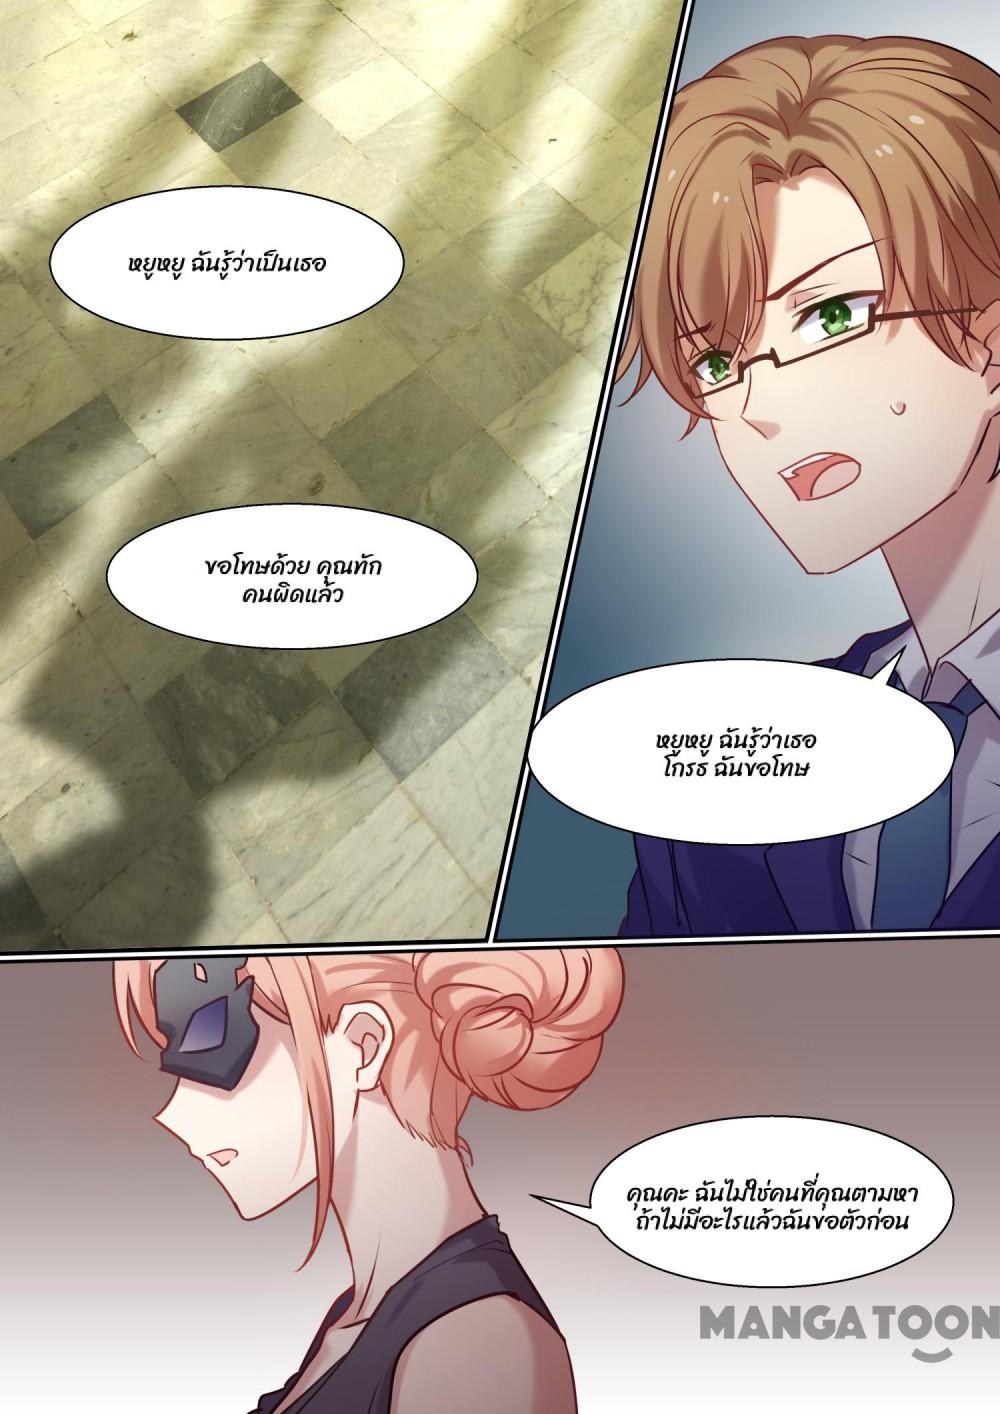 หยูหยู ฉันรู้ว่าเป็นเธอ
ขอโทษด้วย คุณทัก
คนผิดแล้ว
หยูหยู ฉันรู้ว่าเธอ
โกรธ ฉันขอโทษ
คุณคะ ฉันไม่ใช่คนที่คุณตามหา
ถ้าไม่มีอะไรแล้วฉันขอตัวก่อน
MANGATOON